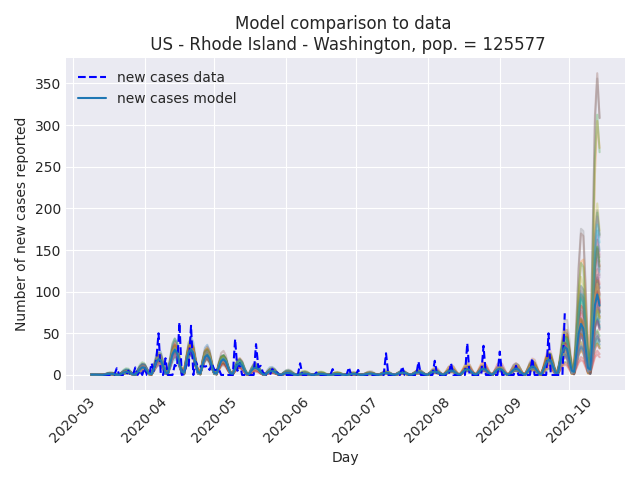 Model comparison to data
US - Rhode Island - Washington, pop. = 125577
new cases data
new cases model
Number of new cases reported
350
300
250
200
150
100
50
0
2020-03
2020-04
2020-05
2020-06
2020-07
2020-08
2020-09
2020-10
Day